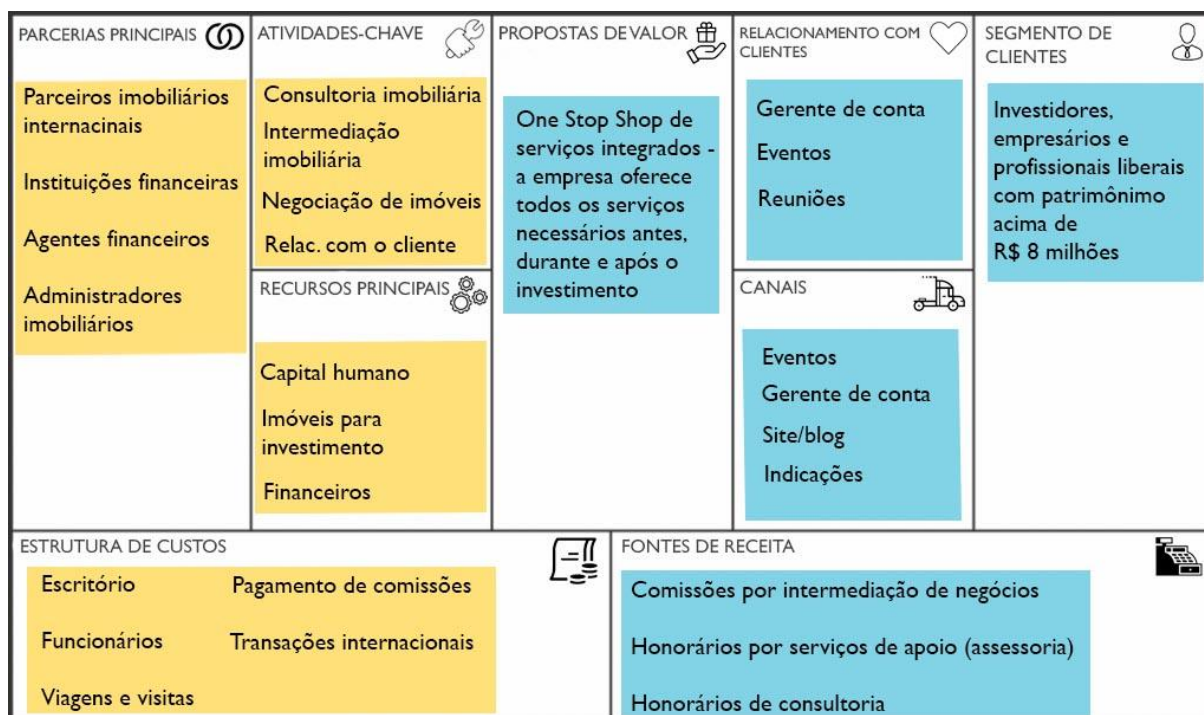 PARCERIAS PRINCIPAIS
Parceiros imobiliários
internacinais
Instituições financeiras
Agentes financeiros
Administradores
imobiliários
ATIVIDADES-CHAVE
Consultoria imobiliária
Intermediação
imobiliária
Negociação de imóveis
Relac. com o cliente
RECURSOS PRINCIPAIS
Capital humano
Imóveis para
investimento
Financeiros
PROPOSTAS DE VALOR
One Stop Shop de
serviços integrados -
a empresa oferece
todos os serviços
necessários antes,
durante e após o
investimento
RELACIONAMENTO COM
CLIENTES
Gerente de conta
Eventos
Reuniões
CANAIS
Eventos
Gerente de conta
Site/blog
Indicações
SEGMENTO DE
CLIENTES
Investidores,
empresários e
profissionais liberais
com patrimônimo
acima de
R$ 8 milhões
ESTRUTURA DE CUSTOS
Escritório
Funcionários
Viagens e visitas
Pagamento de comissões
Transações internacionais
FONTES DE RECEITA
Comissões por intermediação de negócios
Honorários por serviços de apoio (assessoria)
Honorários de consultoria